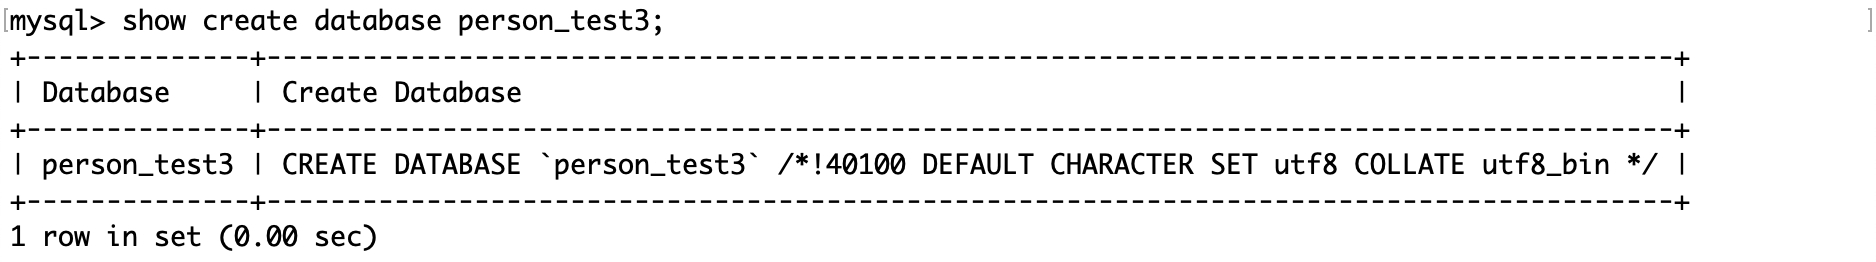 [mysql> show create database person_test3; ]
+--------------+----------------------------------------------------------------------------------------+
| Database     | Create Database                                                                        |
+--------------+----------------------------------------------------------------------------------------+
| person_test3 | CREATE DATABASE `person_test3` /*!40100 DEFAULT CHARACTER SET utf8 COLLATE utf8_bin */ |
+--------------+----------------------------------------------------------------------------------------+
1 row in set (0.00 sec)